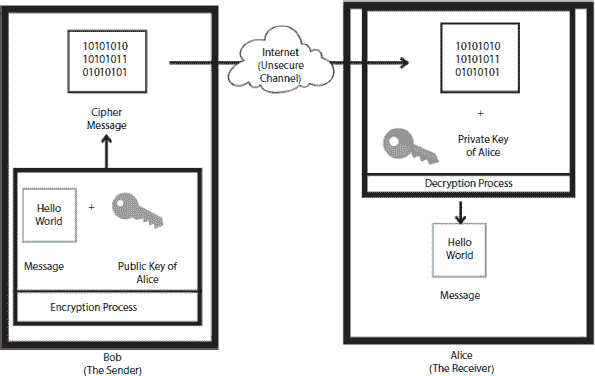 10101010
10101011
01010101
Cipher
Message
Hello
World
+
Message
Public Key of
Alice
Encryption Process
Bob
(The Sender)
Internet
(Unsecure
Channel)
10101010
10101011
01010101
+
Private Key
of Alice
Decryption Process
Hello
World
Message
Alice
(The Receiver)